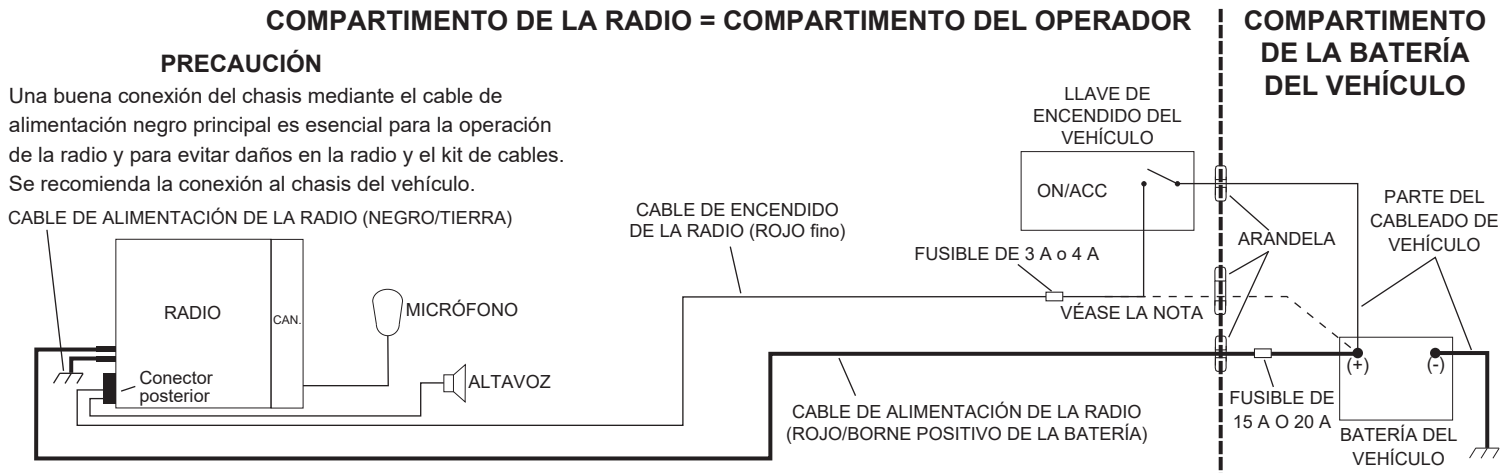 COMPARTIMENTO DE LA RADIO = COMPARTIMENTO DEL OPERADOR
COMPARTIMENTO
DE LA BATERÍA
DEL VEHÍCULO
PRECAUCIÓN
Una buena conexión del chasis mediante el cable de
alimentación negro principal es esencial para la operación
de la radio y para evitar daños en la radio y el kit de cables.
Se recomienda la conexión al chasis del vehículo.
CABLE DE ALIMENTACIÓN DE LA RADIO (NEGRO/TIERRA)
LLAVE DE
ENCENDIDO DEL
VEHÍCULO
ON/ACC
CABLE DE ENCENDIDO
DE LA RADIO (ROJO fino)
FUSIBLE DE 3 A o 4 A
ARANDELA
PARTE DEL
CABLEADO DE
VEHÍCULO
RADIO
CAN.
MICRÓFONO
VÉASE LA NOTA
Conector
posterior
ALTAVOZ
CABLE DE ALIMENTACIÓN DE LA RADIO
(ROJO/BORNE POSITIVO DE LA BATERÍA)
FUSIBLE DE
15 A O 20 A
(+)
(-)
BATERÍA DEL
VEHÍCULO